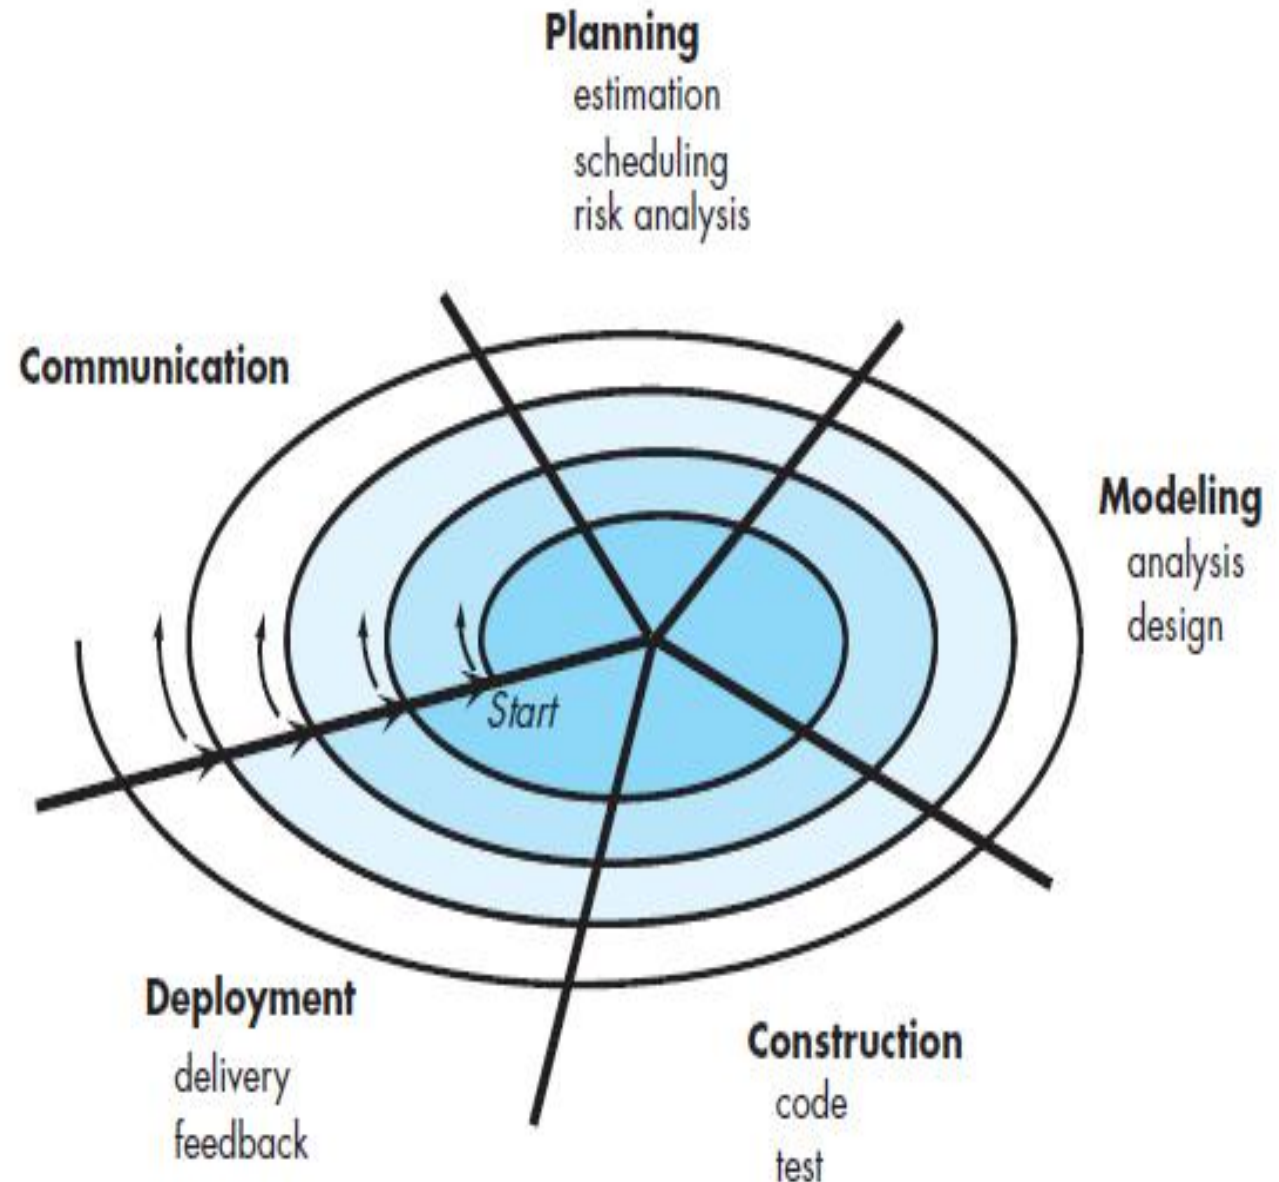 Planning
estimation
scheduling
risk analysis
Communication
Modeling
analysis
design
Start
Deployment
delivery
feedback
Construction
code
test